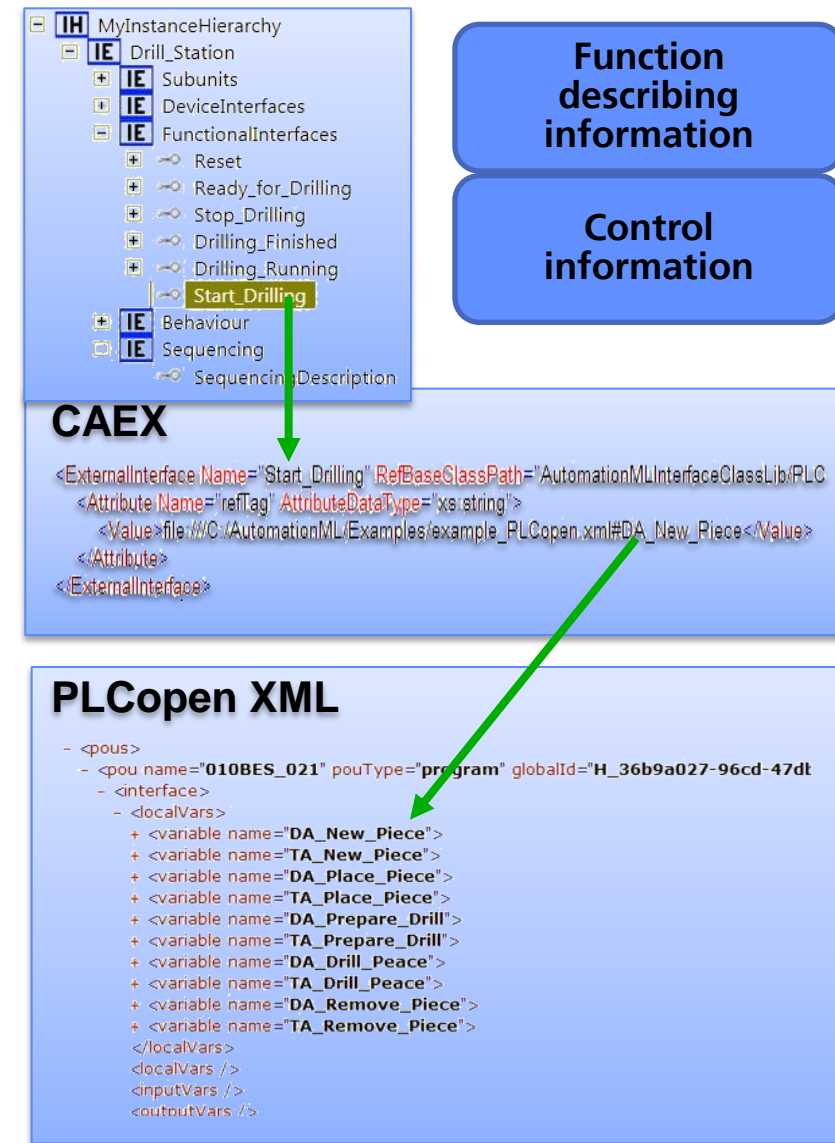 IH MyInstanceHierarchy
IE Drill_Station
IE Subunits
IE DeviceInterfaces
IE FunctionalInterfaces
Reset
Ready_for_Drilling
Stop_Drilling
Drilling_Finished
Drilling_Running
Start_Drilling
IE Behaviour
IE Sequencing
SequencingDescription
Function
describing
information
Control
information
CAEX
<ExternalInterface Name="Start_Drilling" RefBaseClassPath="AutomationMLInterfaceClassLib/PLC
<Attribute Name="refTag" AttributeDataType="xs:string">
<Value>file:///C:/AutomationML/Examples/example_PLCopen.xml#DA_New_Piece</Value>
</Attribute>
</ExternalInterface>
PLCopen XML
- <pous>
- <pou name="010BES_021" pouType="program" globalId="H_36b9a027-96cd-47db
- <interface>
- <localVars>
+ <variable name="DA_New_Piece">
+ <variable name="TA_New_Piece">
+ <variable name="DA_Place_Piece">
+ <variable name="TA_Place_Piece">
+ <variable name="DA_Prepare_Drill">
+ <variable name="TA_Prepare_Drill">
+ <variable name="DA_Drill_Peace">
+ <variable name="TA_Drill_Peace">
+ <variable name="DA_Remove_Piece">
+ <variable name="TA_Remove_Piece">
</localVars>
<localVars />
<inputVars />
<outputVars />